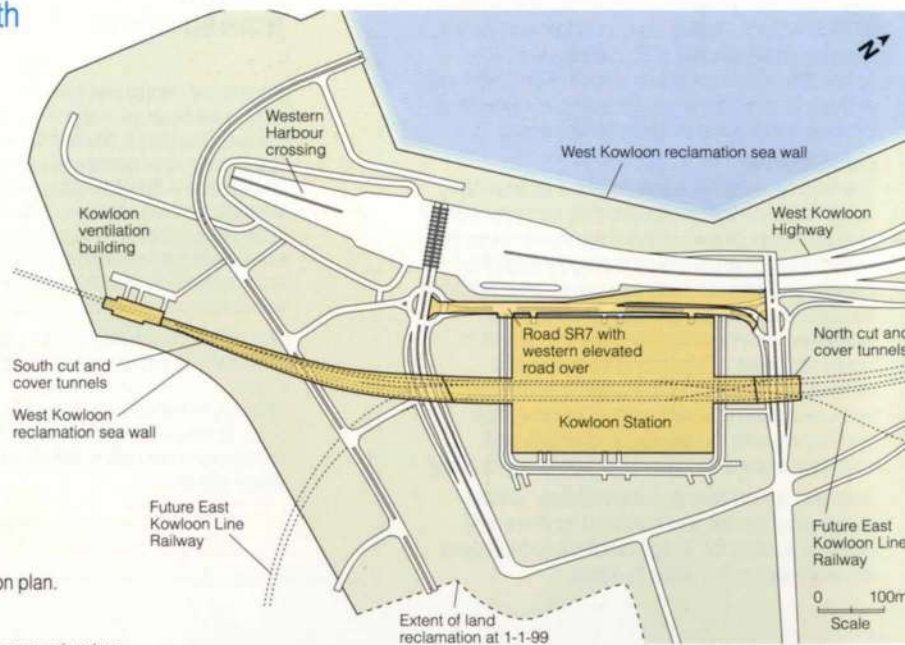 th
N
Western
Harbour
crossing
West Kowloon reclamation sea wall
Kowloon
ventilation
building
West Kowloon
Highway
South cut and
cover tunnels
Road SR7 with
western elevated
road over
North cut and
cover tunnels
West Kowloon
reclamation sea wall
Kowloon Station
Future East
Kowloon Line
Railway
Future East
Kowloon Line
Railway
on plan.
0 100m
Scale
Extent of land
reclamation at 1-1-99